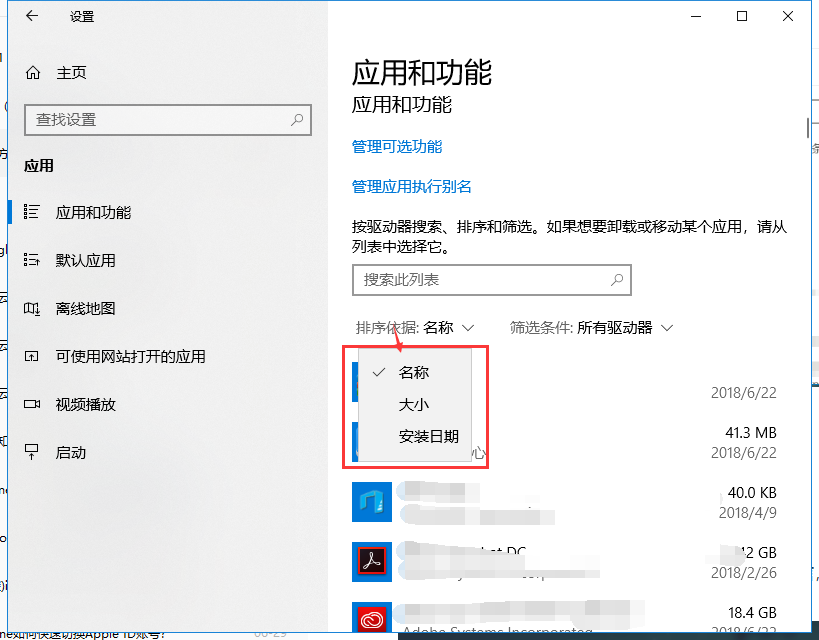 设置
主页
查找设置
应用
应用和功能
默认应用
离线地图
可使用网站打开的应用
视频播放
启动
应用和功能
应用和功能
管理可选功能
管理应用执行别名
按驱动器搜索、排序和筛选。如果想要卸载或移动某个应用，请从
列表中选择它。
搜索此列表
排序依据: 名称
筛选条件: 所有驱动器
名称
大小
安装日期
2018/6/22
41.3 MB
心
2018/6/22
40.0 KB
2018/4/9
DC
2 GB
2018/2/26
18.4 GB
Adobe Systems Incorporated
2018/6/22
ne如何快速切换Apple ID账号?
06-29